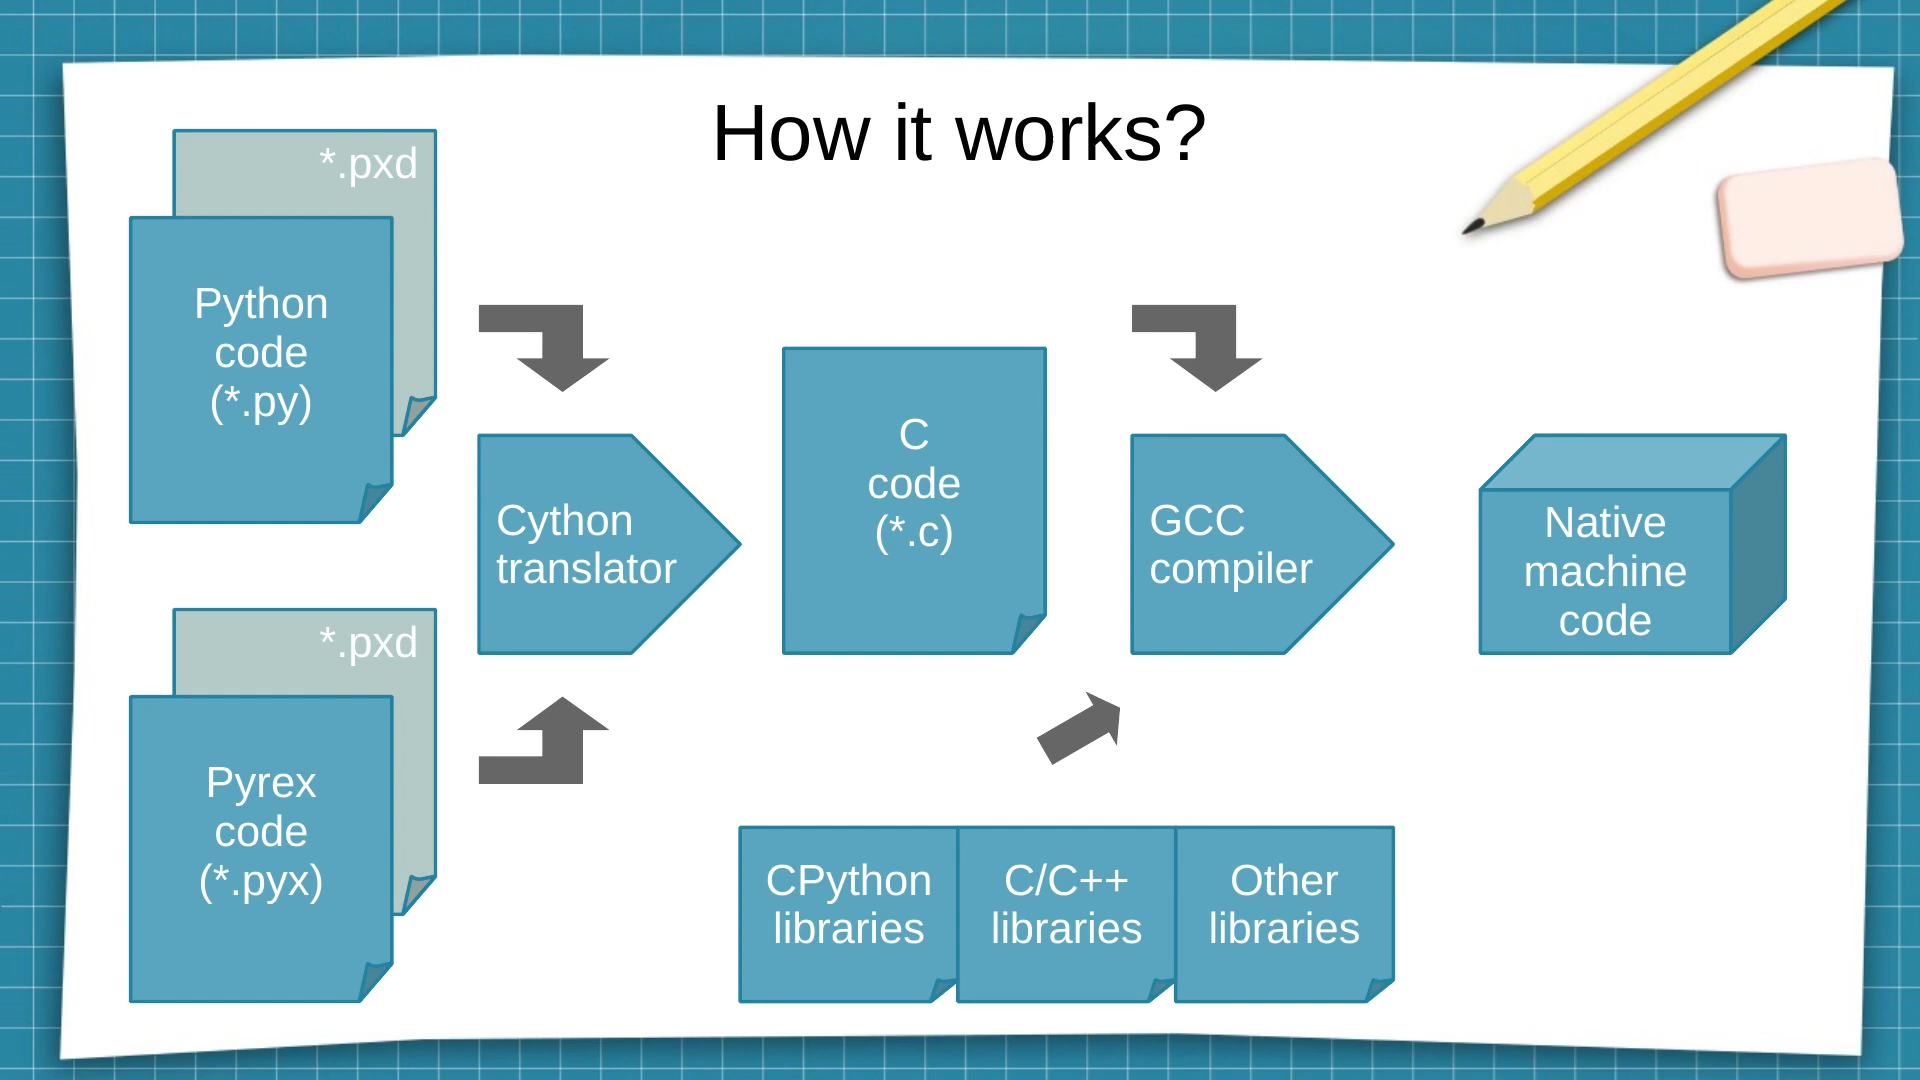 How it works?
*.pxd
Python
code
(*.py)
Cython
translator
C
code
(*.c)
GCC
compiler
Native
machine
code
*.pxd
Pyrex
code
(*.pyx)
CPython
libraries
C/C++
libraries
Other
libraries